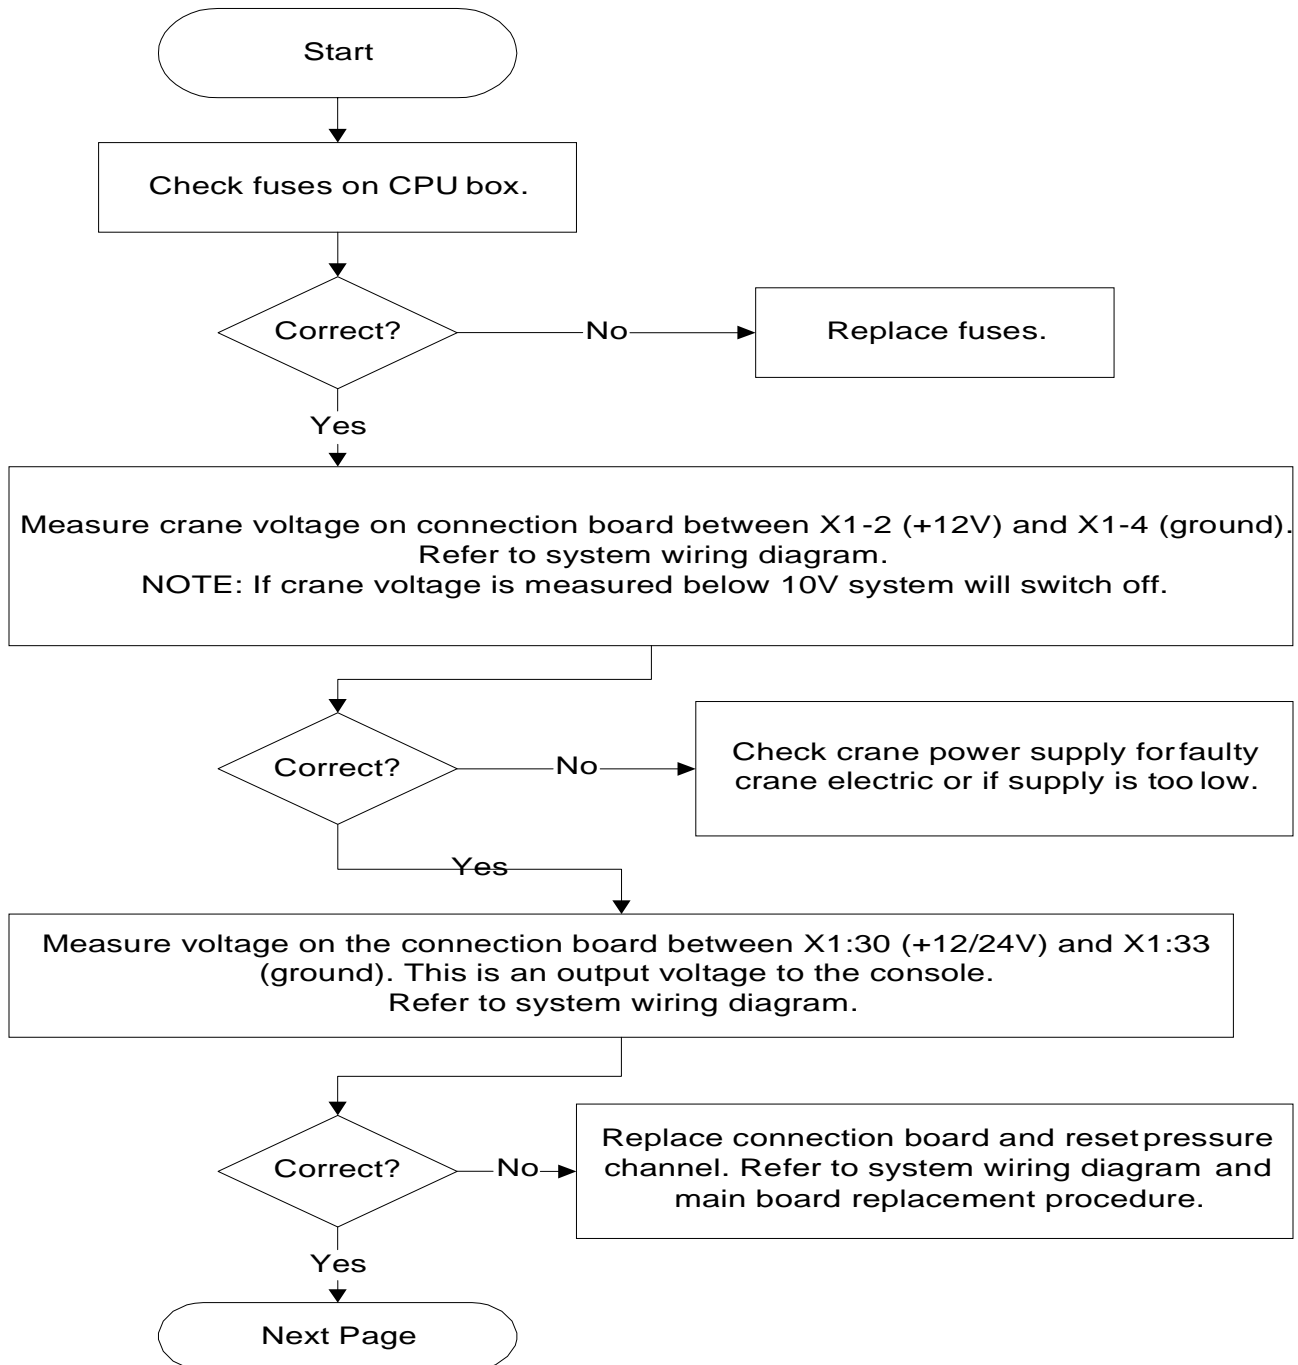 Start
Check fuses on CPU box.
Correct?
No
Replace fuses.
Yes
Measure crane voltage on connection board between X1-2 (+12V) and X1-4 (ground).
Refer to system wiring diagram.
NOTE: If crane voltage is measured below 10V system will switch off.
Correct?
No
Check crane power supply for faulty
crane electric or if supply is too low.
Yes
Measure voltage on the connection board between X1:30 (+12/24V) and X1:33
(ground). This is an output voltage to the console.
Refer to system wiring diagram.
Correct?
No
Replace connection board and reset pressure
channel. Refer to system wiring diagram and
main board replacement procedure.
Yes
Next Page